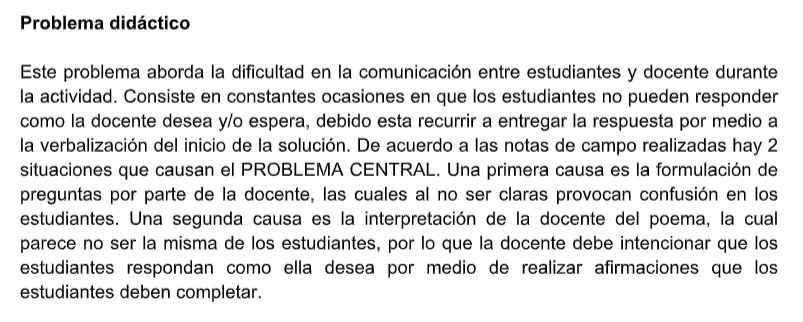 Problema didáctico
Este problema aborda la dificultad en la comunicación entre estudiantes y docente durante
la actividad. Consiste en constantes ocasiones en que los estudiantes no pueden responder
como la docente desea y/o espera, debido esta recurrir a entregar la respuesta por medio a
la verbalización del inicio de la solución. De acuerdo a las notas de campo realizadas hay 2
situaciones que causan el PROBLEMA CENTRAL. Una primera causa es la formulación de
preguntas por parte de la docente, las cuales al no ser claras provocan confusión en los
estudiantes. Una segunda causa es la interpretación de la docente del poema, la cual
parece no ser la misma de los estudiantes, por lo que la docente debe intencionar que los
estudiantes respondan como ella desea por medio de realizar afirmaciones que los
estudiantes deben completar.